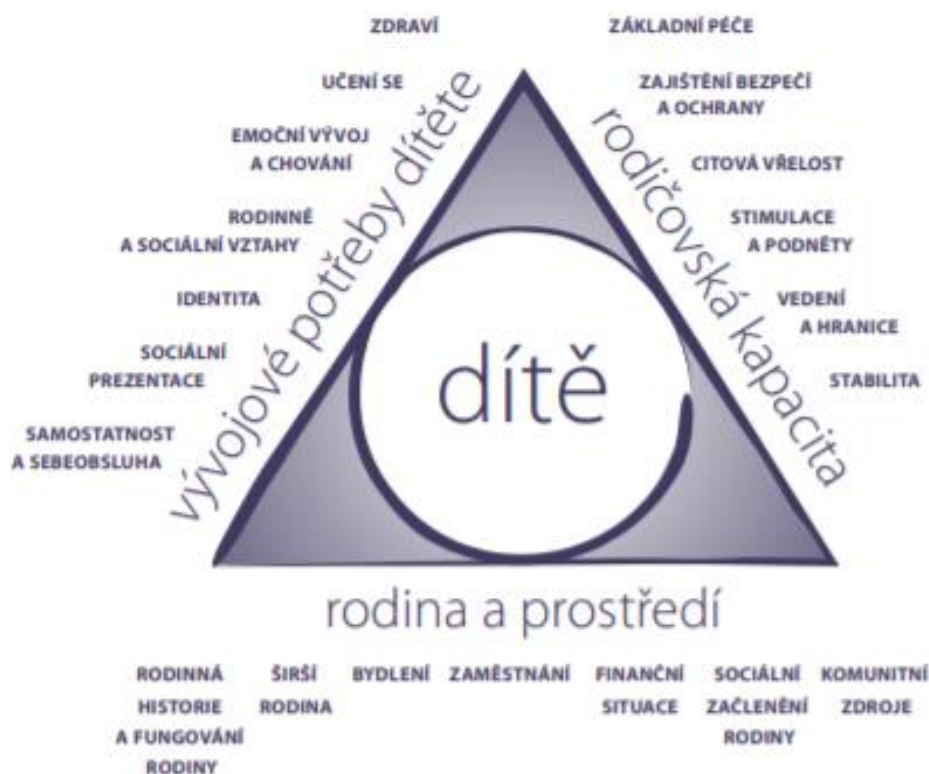 ZDRAVÍ
UČENÍ SE
EMOČNÍ VÝVOJ
A CHOVÁNÍ
RODINNÉ
A SOCIÁLNÍ VZTAHY
IDENTITA
SOCIÁLNÍ
PREZENTACE
SAMOSTATNOST
A SEBEOBSLUHA
vývojové potřeby dítěte
dítě
rodičovská kapacita
ZÁKLADNÍ PÉČE
ZAJIŠTĚNÍ BEZPEČÍ
A OCHRANY
CITOVÁ VŘELOST
STIMULACE
A PODNĚTY
VEDENÍ
A HRANICE
STABILITA
rodina a prostředí
RODINNÁ
HISTORIE
A FUNGOVÁNÍ
RODINY
ŠIRŠÍ
RODINA
BYDLENÍ
ZAMĚSTNÁNÍ
FINANČNÍ
SITUACE
SOCIÁLNÍ
ZAČLENĚNÍ
RODINY
KOMUNITNÍ
ZDROJE